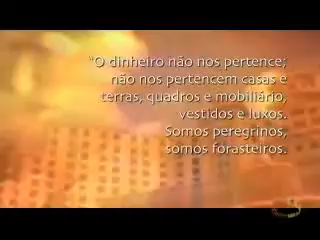 "O dinheiro não nos pertence;
não nos pertencem casas e
terras, quadros e mobiliário,
vestidos e luxos.
Somos peregrinos,
somos forasteiros.